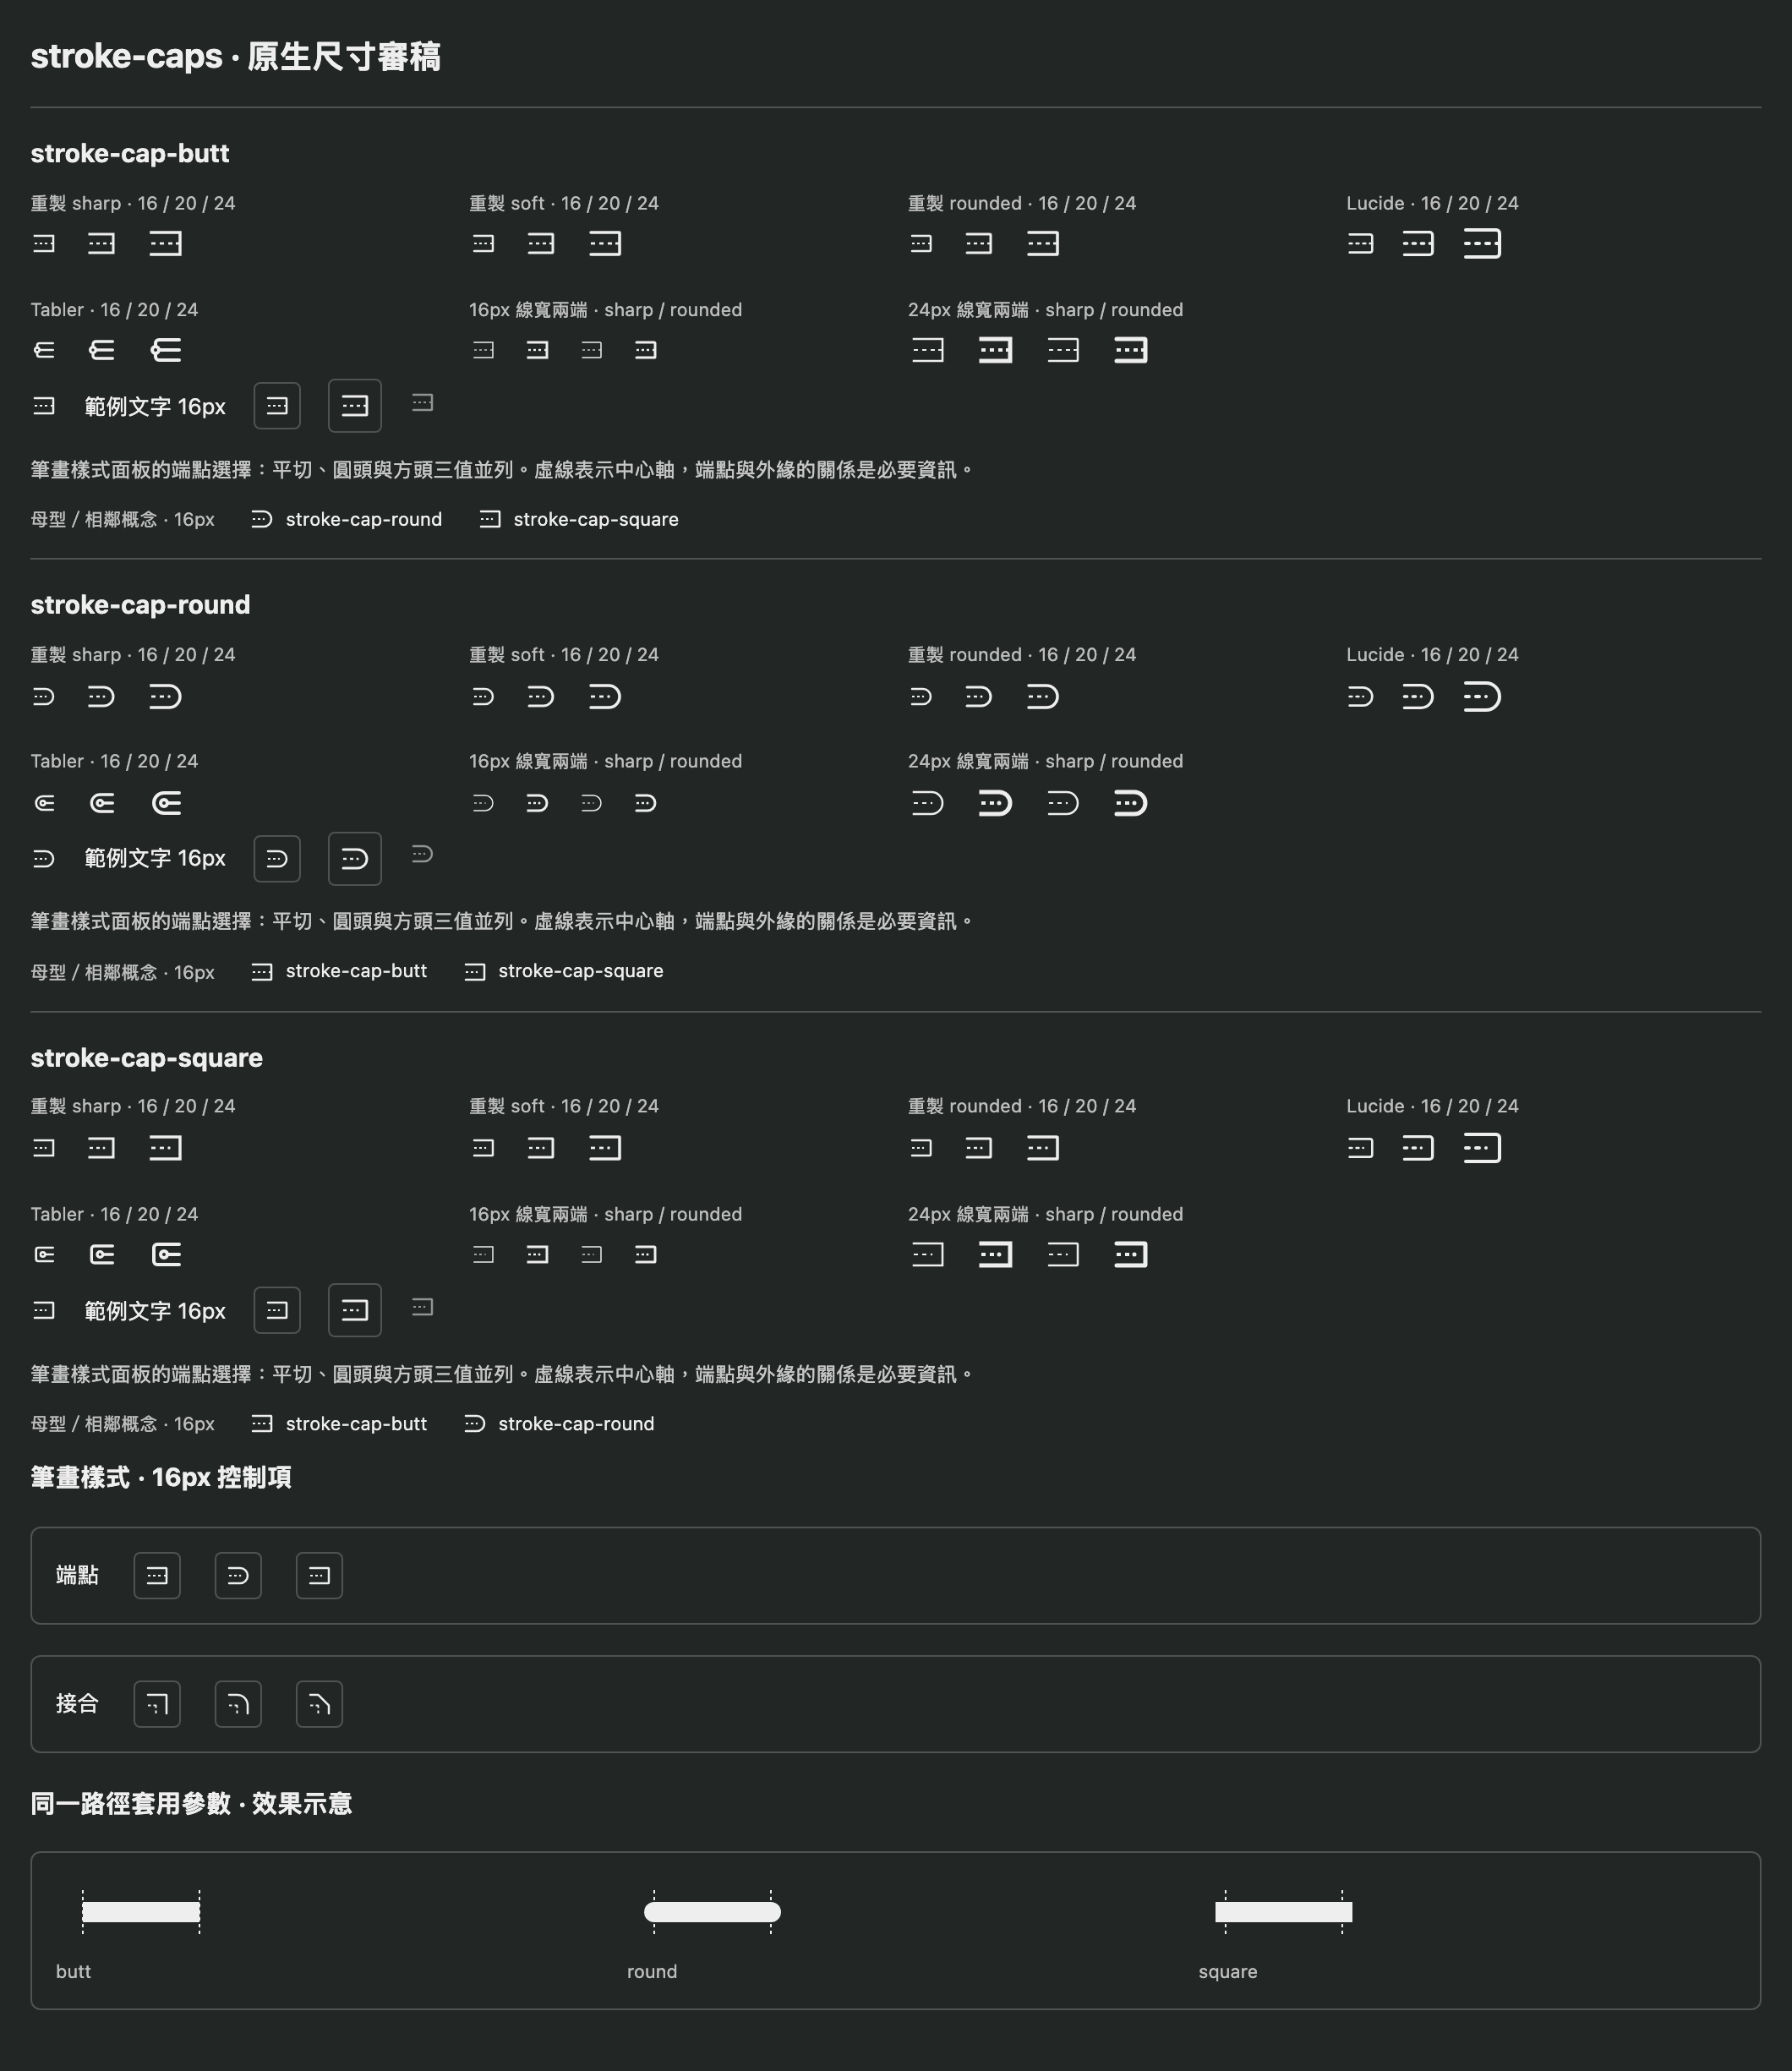 stroke-caps · 原生尺寸審稿
stroke-cap-butt
重製 sharp · 16 / 20 / 24
重製 soft · 16 / 20 / 24
重製 rounded · 16 / 20 / 24
Lucide · 16 / 20 / 24
Tabler · 16 / 20 / 24
16px 線寬兩端 · sharp / rounded
24px 線寬兩端 · sharp / rounded
範例文字 16px
筆畫樣式面板的端點選擇：平切、圓頭與方頭三值並列。虛線表示中心軸，端點與外緣的關係是必要資訊。
母型 / 相鄰概念 · 16px
stroke-cap-round
stroke-cap-square
stroke-cap-round
重製 sharp · 16 / 20 / 24
重製 soft · 16 / 20 / 24
重製 rounded · 16 / 20 / 24
Lucide · 16 / 20 / 24
Tabler · 16 / 20 / 24
16px 線寬兩端 · sharp / rounded
24px 線寬兩端 · sharp / rounded
範例文字 16px
筆畫樣式面板的端點選擇：平切、圓頭與方頭三值並列。虛線表示中心軸，端點與外緣的關係是必要資訊。
母型 / 相鄰概念 · 16px
stroke-cap-butt
stroke-cap-square
stroke-cap-square
重製 sharp · 16 / 20 / 24
重製 soft · 16 / 20 / 24
重製 rounded · 16 / 20 / 24
Lucide · 16 / 20 / 24
Tabler · 16 / 20 / 24
16px 線寬兩端 · sharp / rounded
24px 線寬兩端 · sharp / rounded
範例文字 16px
筆畫樣式面板的端點選擇：平切、圓頭與方頭三值並列。虛線表示中心軸，端點與外緣的關係是必要資訊。
母型 / 相鄰概念 · 16px
stroke-cap-butt
stroke-cap-round
筆畫樣式 · 16px 控制項
端點
接合
同一路徑套用參數 · 效果示意
butt
round
square